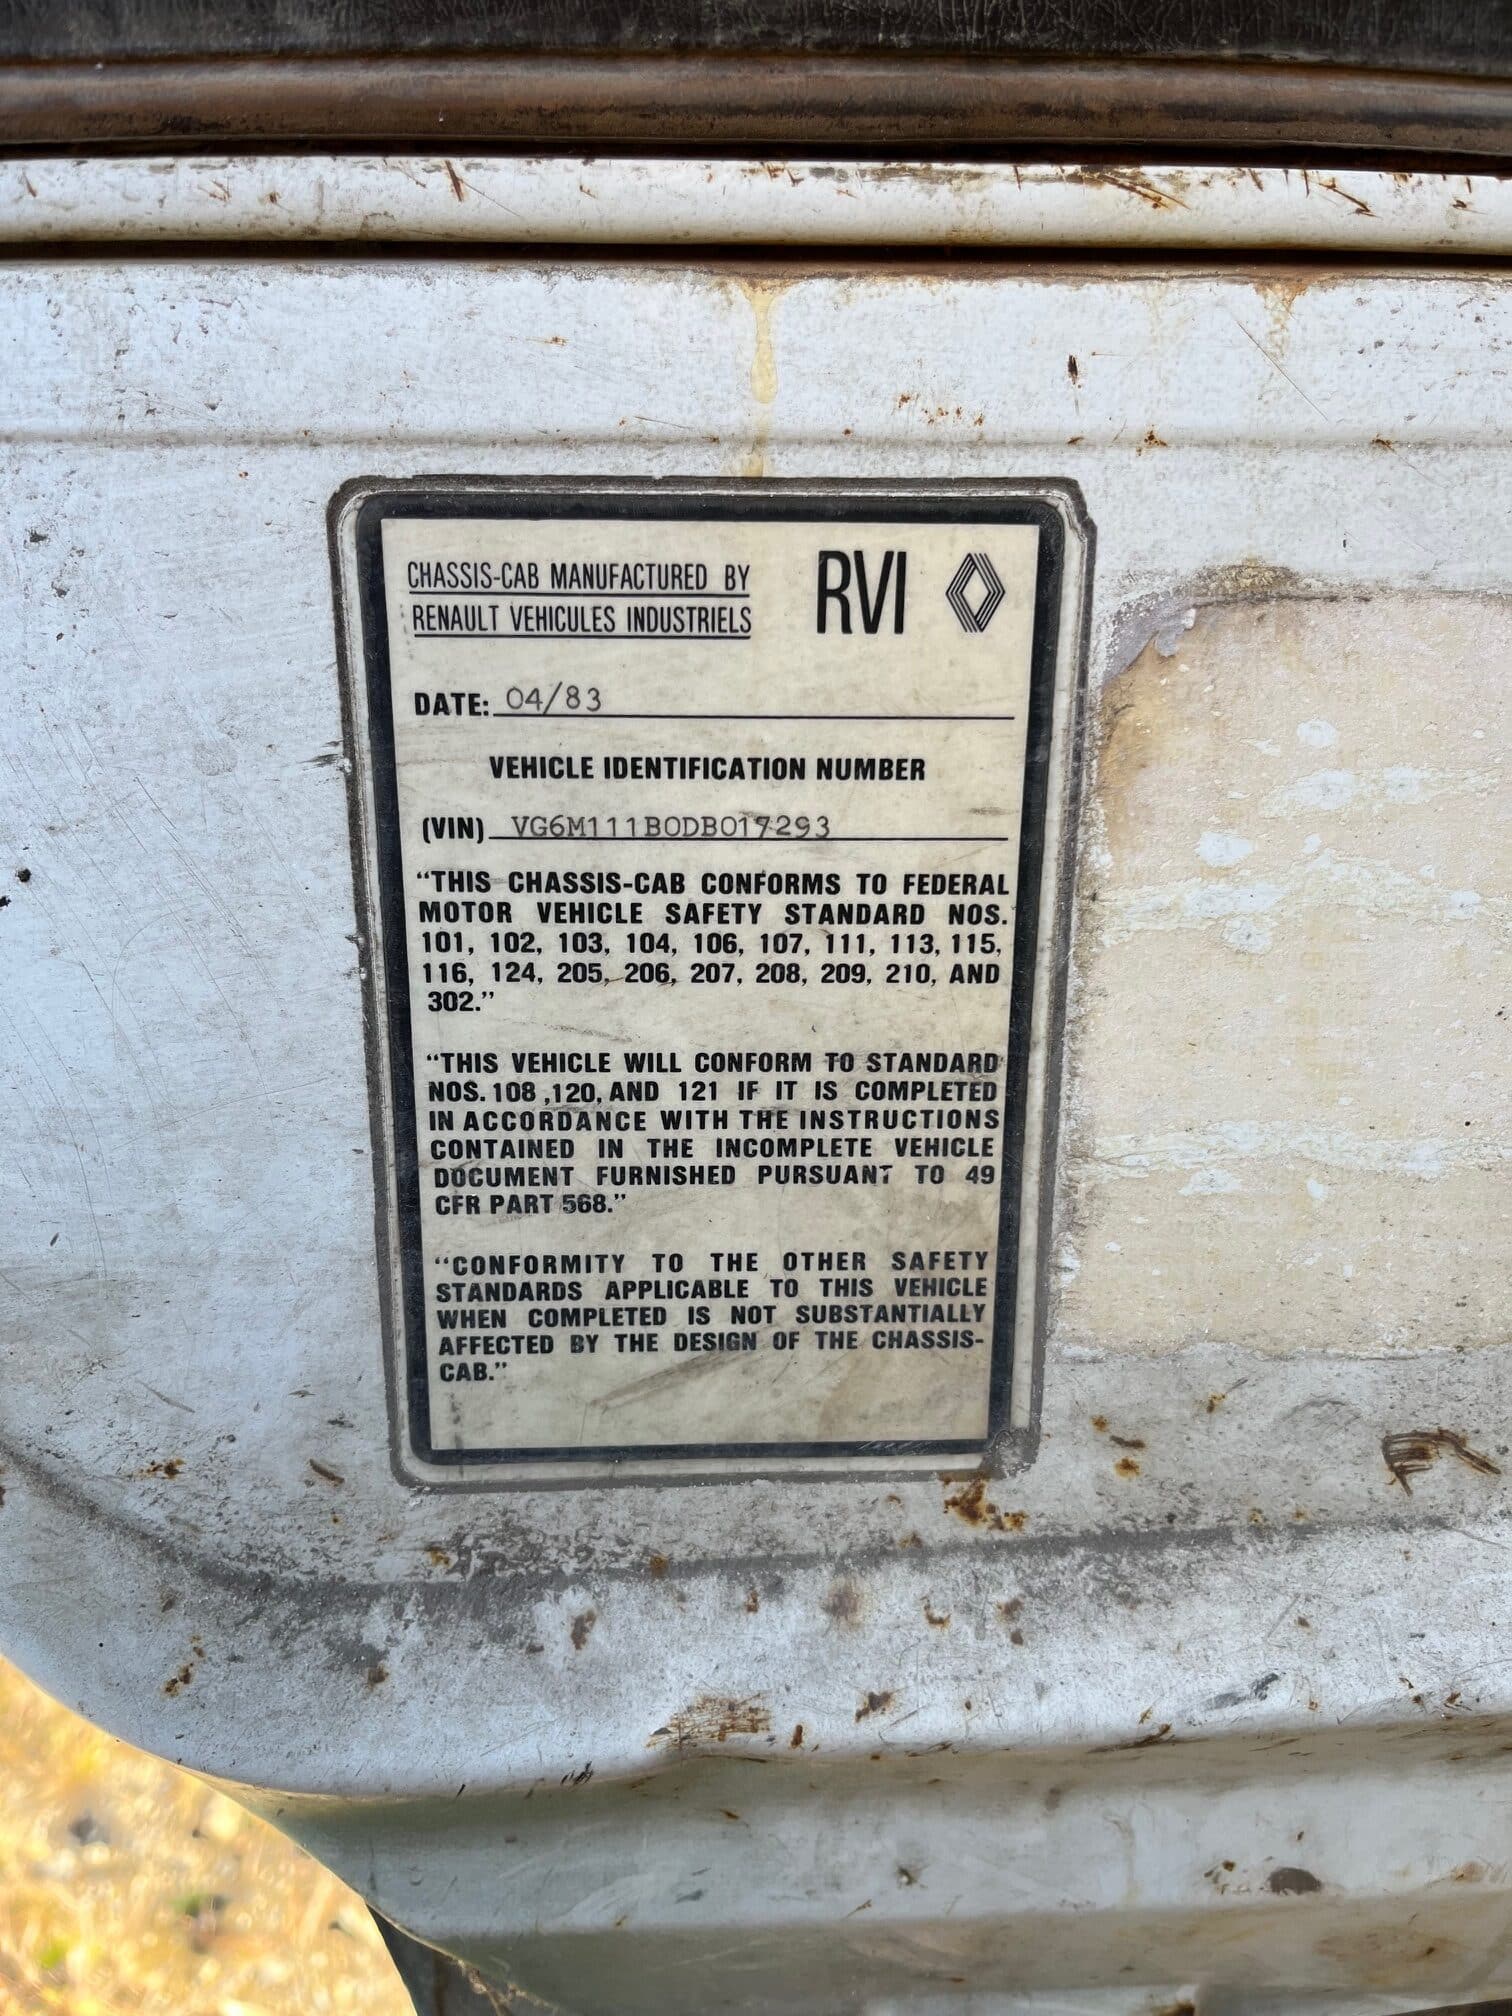 CHASSIS-CAB MANUFACTURED BY
RENAULT VEHICULES INDUSTRIELS
RVI
DATE: 04/83
VEHICLE IDENTIFICATION NUMBER
(VIN) VG6M111B0DB017293
"THIS CHASSIS-CAB CONFORMS TO FEDERAL
MOTOR VEHICLE SAFETY STANDARD NOS.
101, 102, 103, 104, 106, 107, 111, 113, 115,
116, 124, 205, 206, 207, 208, 209, 210, AND
302."
"THIS VEHICLE WILL CONFORM TO STANDARD
NOS. 108 ,120, AND 121 IF IT IS COMPLETED
IN ACCORDANCE WITH THE INSTRUCTIONS
CONTAINED IN THE INCOMPLETE VEHICLE
DOCUMENT FURNISHED PURSUANT TO 49
CFR PART 568."
"CONFORMITY TO THE OTHER SAFETY
STANDARDS APPLICABLE TO THIS VEHICLE
WHEN COMPLETED IS NOT SUBSTANTIALLY
AFFECTED BY THE DESIGN OF THE CHASSIS-
CAB."